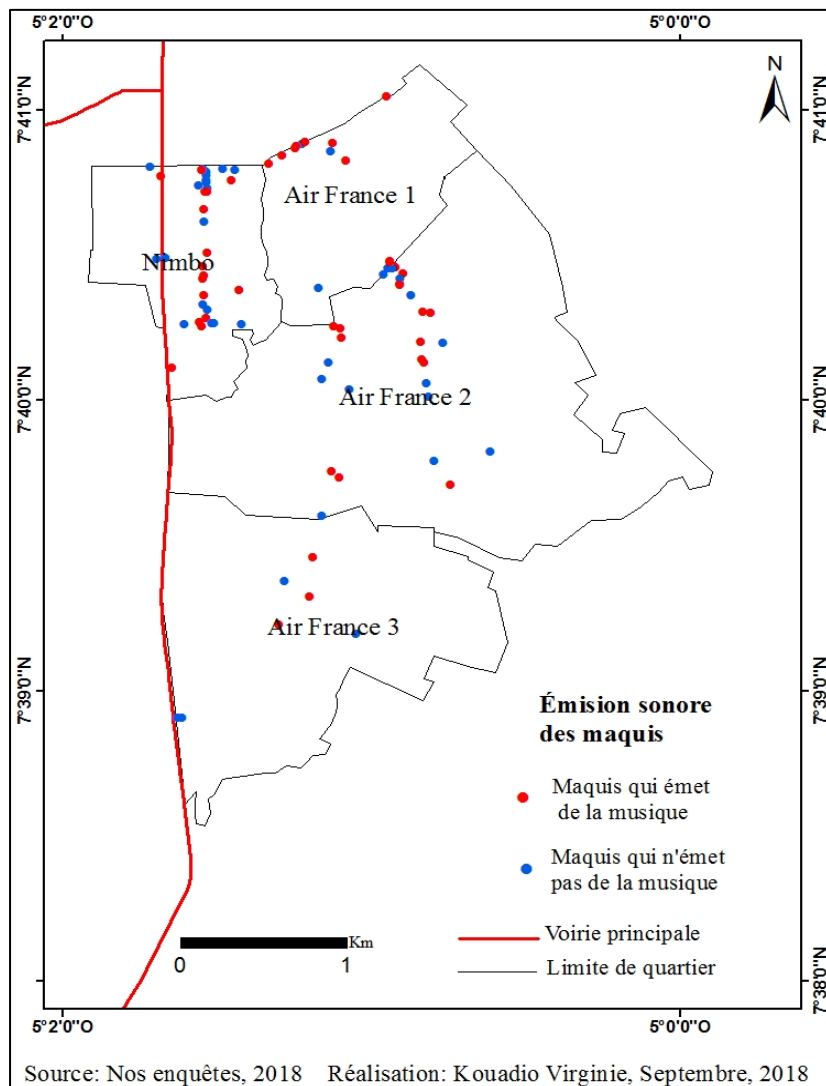 5°2'0"O
5°0'0"O
N
7°41'0"N
7°41'0"N
Air France 1
Nimbo
7°40'0"N
7°40'0"N
Air France 2
Air France 3
7°39'0"N
7°39'0"N
Émision sonore
des maquis
Maquis qui émet
de la musique
Maquis qui n'émet
pas de la musique
Voirie principale
Km
Limite de quartier
0
1
7°38'0"N
7°38'0"N
5°2'0"O
5°0'0"O
Source: Nos enquêtes, 2018 Réalisation: Kouadio Virginie, Septembre, 2018